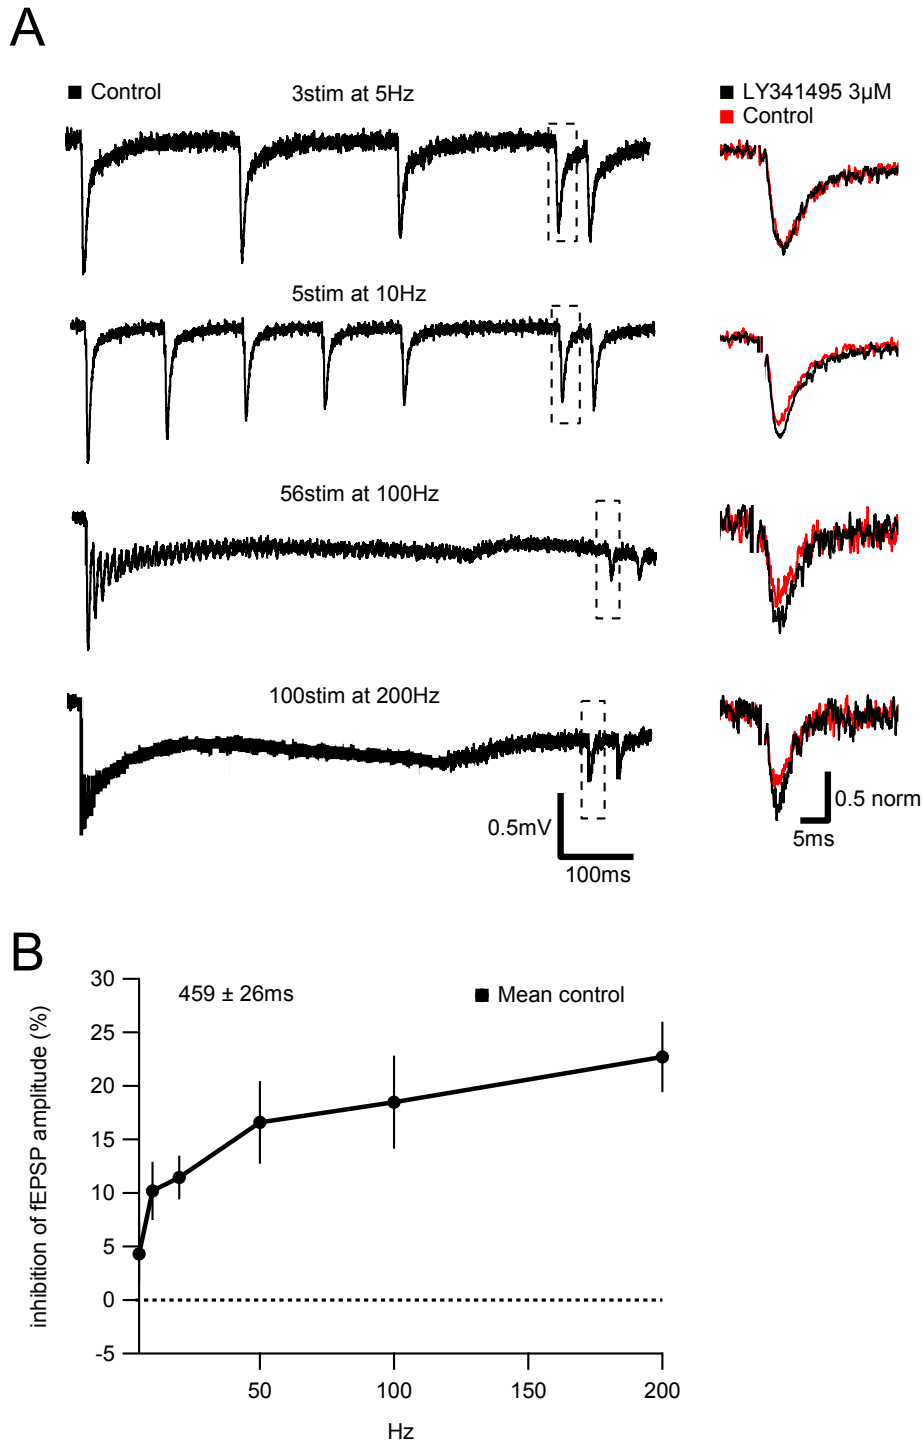 A
Control
3stim at 5Hz
LY341495 3µM
Control
5stim at 10Hz
56stim at 100Hz
100stim at 200Hz
0.5mV
100ms
0.5 norm
5ms
B
459 ± 26ms
Mean control
inhibition of fEPSP amplitude (%)
30
25
20
15
10
5
0
-5
50
100
150
200
Hz